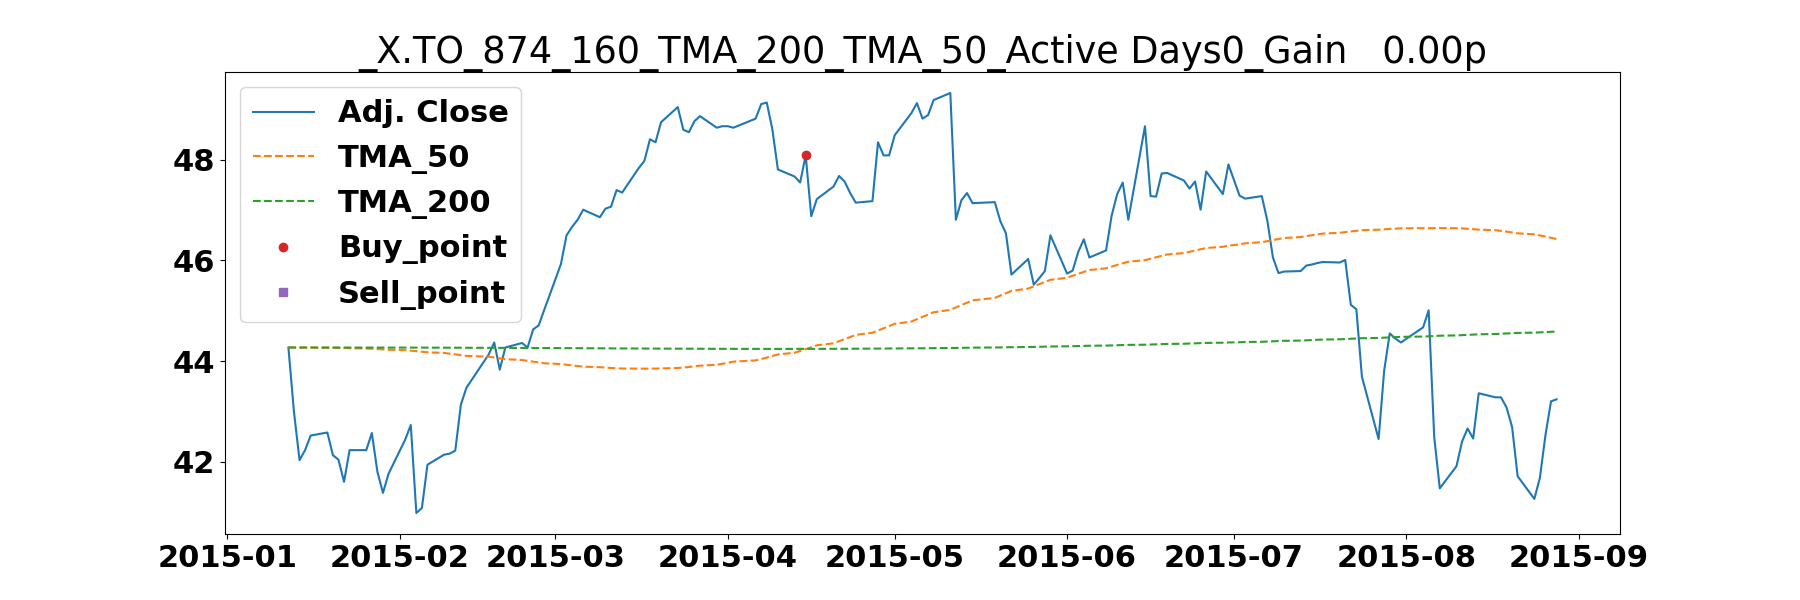 _X.TO_874_160_TMA_200_TMA_50_Active Days0_Gain   0.00p
Adj. Close
TMA_50
TMA_200
Buy_point
Sell_point
48
46
44
42
2015-01 2015-02 2015-03 2015-04 2015-05 2015-06 2015-07 2015-08 2015-09